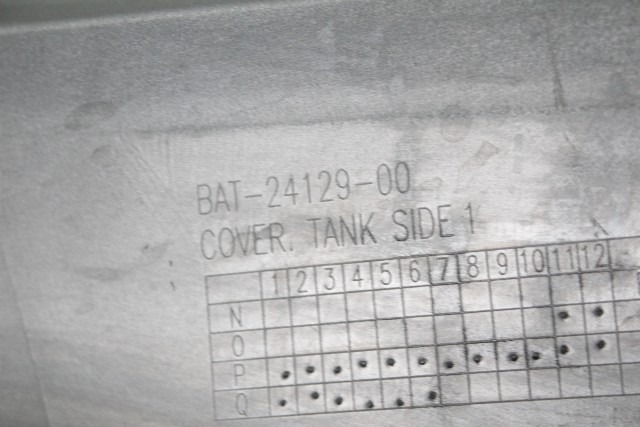 BAT-24129-00
COVER. TANK SIDE 1
1 2 3 4 5 6 7 8 9 10 11 12
N
O
P
Q